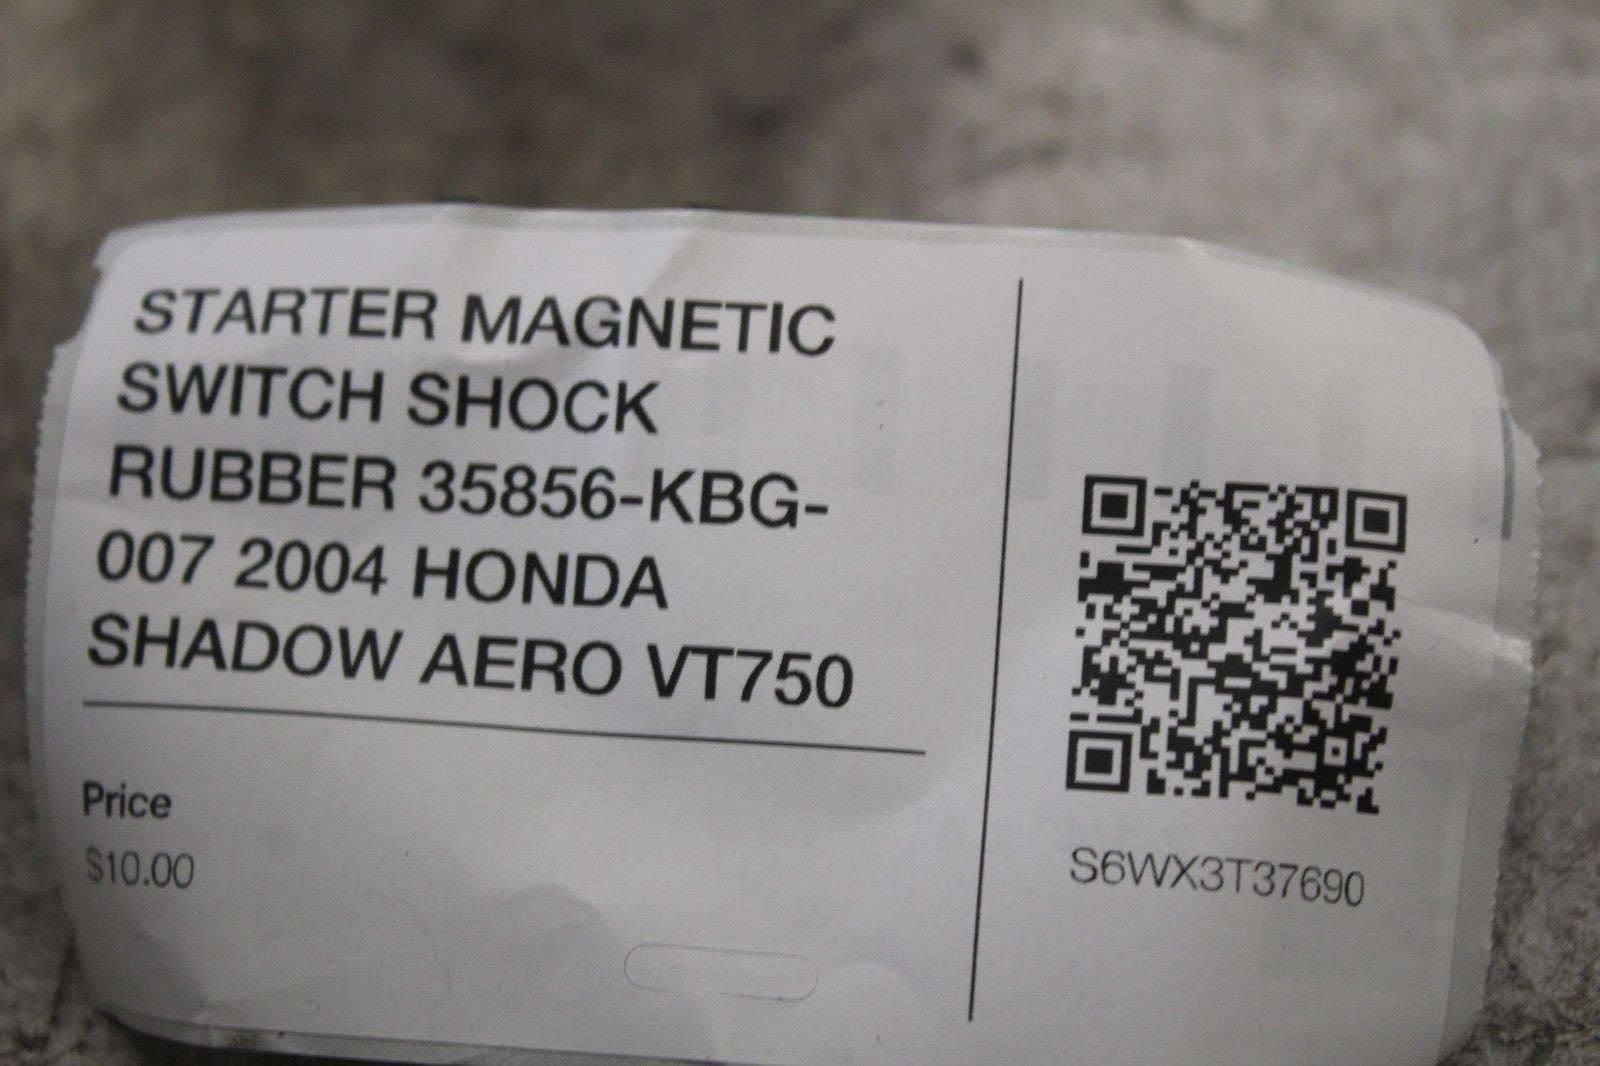 STARTER MAGNETIC
SWITCH SHOCK
RUBBER 35856-KBG-
007 2004 HONDA
SHADOW AERO VT750
Price
$10.00
S6WX3T37690